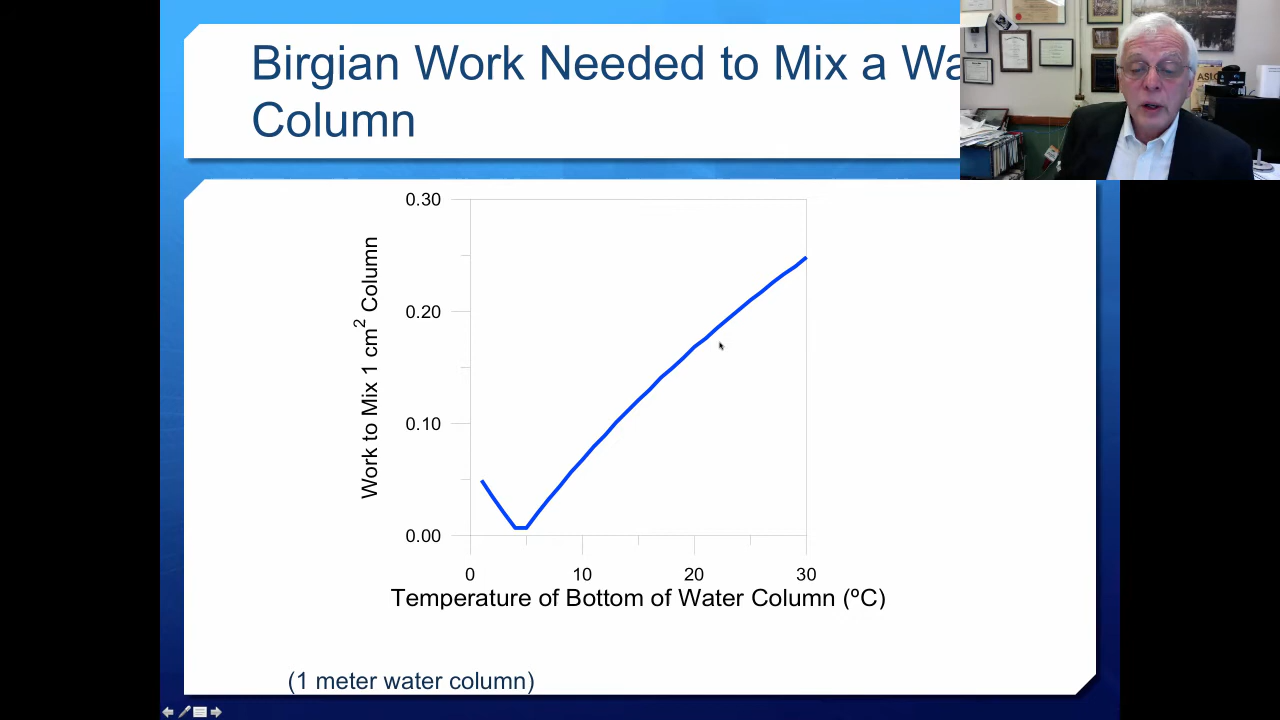 Birgian Work Needed to Mix a Wa
Column
0.30
0.20
0.10
0.00
Work to Mix 1 cm² Column
0 10 20 30
Temperature of Bottom of Water Column (ºC)
(1 meter water column)